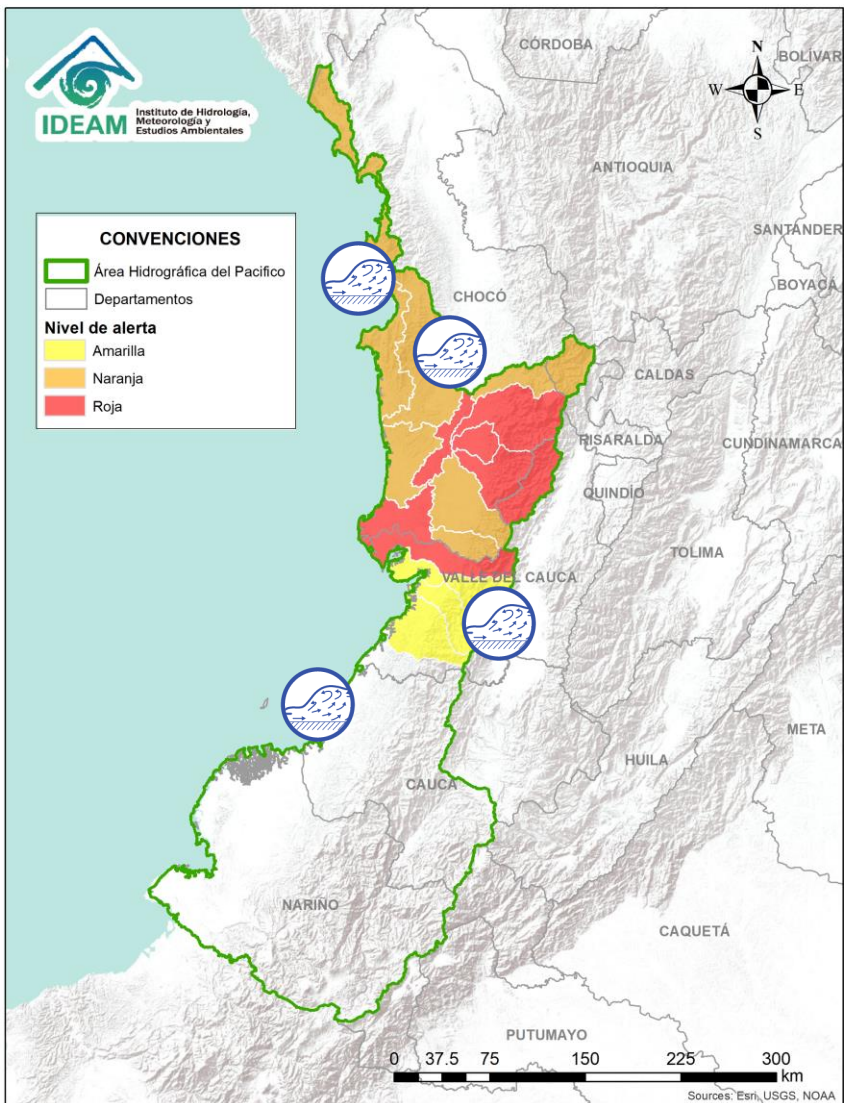 IDEAM
Instituto de Hidrología,
Meteorología y
Estudios Ambientales
CONVENCIONES
Área Hidrográfica del Pacifico
Departamentos
Nivel de alerta
Amarilla
Naranja
Roja
N
W
E
S
CÓRDOBA
BOLÍVAR
ANTIOQUIA
SANTANDER
BOYACÁ
CHOCÓ
CALDAS
RISARALDA
CUNDINAMARCA
QUINDÍO
TOLIMA
VALLE DEL CAUCA
META
HUILA
CAUCA
NARIÑO
CAQUETÁ
PUTUMAYO
0 37.5 75 150 225 300
km
Sources: Esri, USGS, NOAA